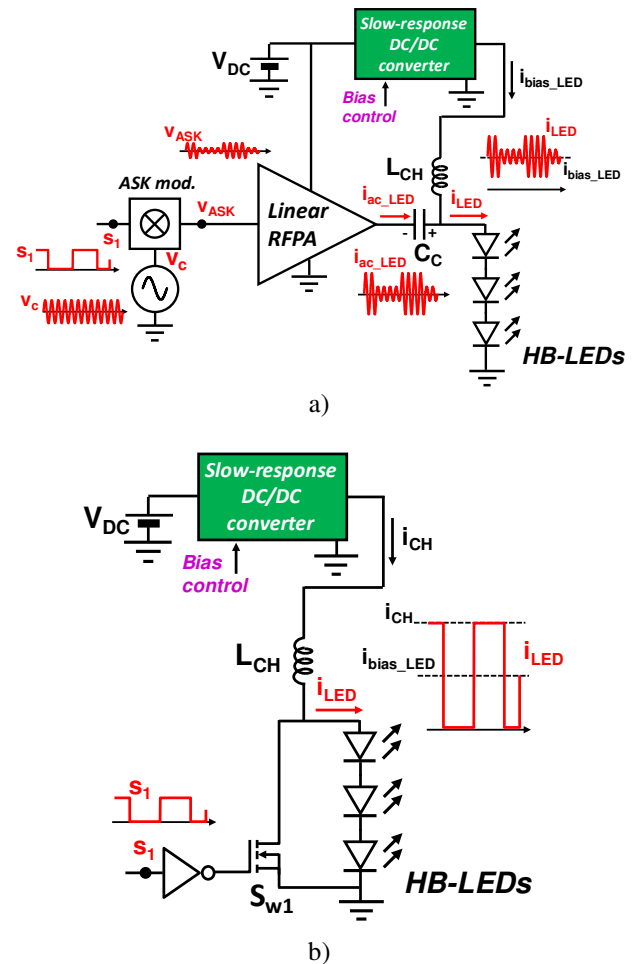 Slow-response
DC/DC
converter
V_DC
Bias
control
i_bias_LED
v_ASK
L_CH
i_LED
i_bias_LED
ASK mod.
v_ASK
Linear
RFPA
i_ac_LED
i_LED
s_1
s_1
v_c
- +
C_C
i_ac_LED
v_c
HB-LEDs
a)
Slow-response
DC/DC
converter
V_DC
Bias
control
i_CH
i_CH
L_CH
i_bias_LED
i_LED
i_LED
s_1
s_1
S_w1
HB-LEDs
b)